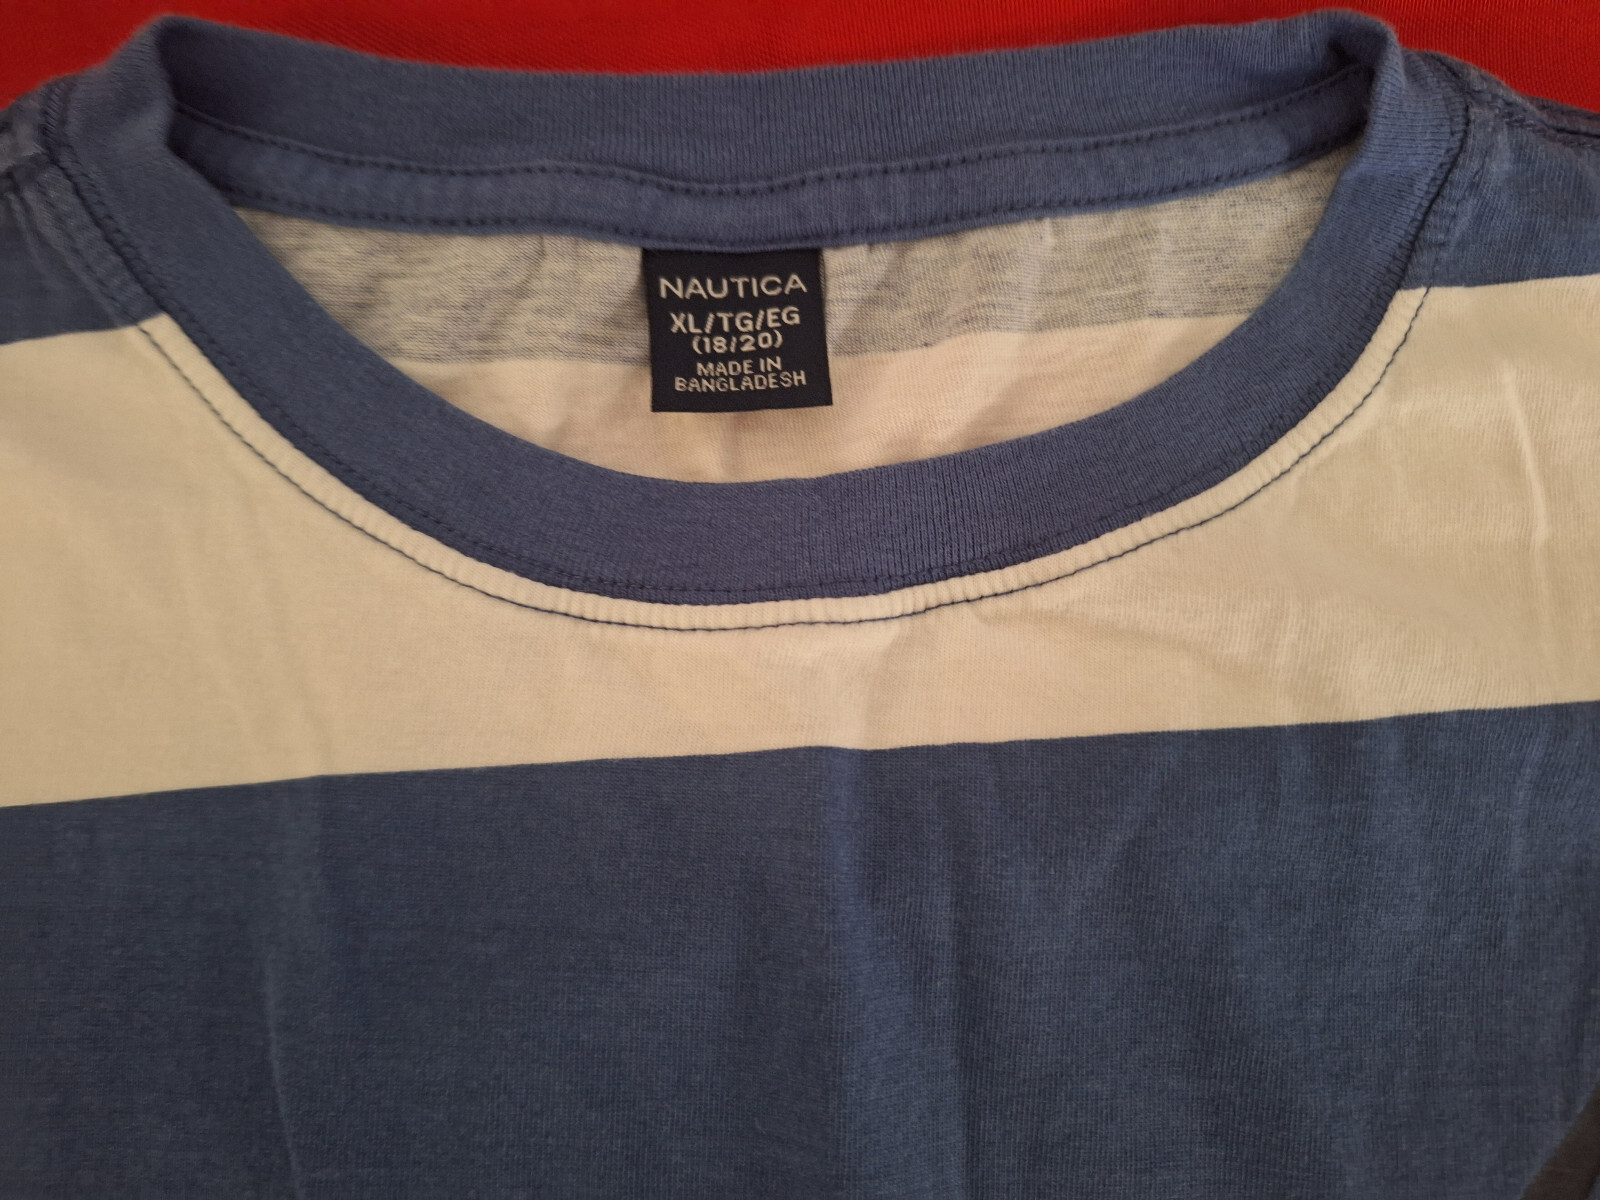 NAUTICA
XL/TG/EG
(18/20)
MADE IN
BANGLADESH